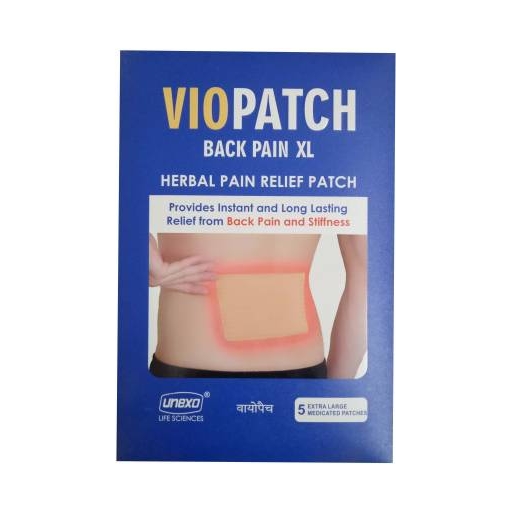 VIOPATCH
BACK PAIN XL
HERBAL PAIN RELIEF PATCH
Provides Instant and Long Lasting
Relief from Back Pain and Stiffness
unexo®
LIFE SCIENCES
वायोपैच
5 EXTRA LARGE
MEDICATED PATCHES